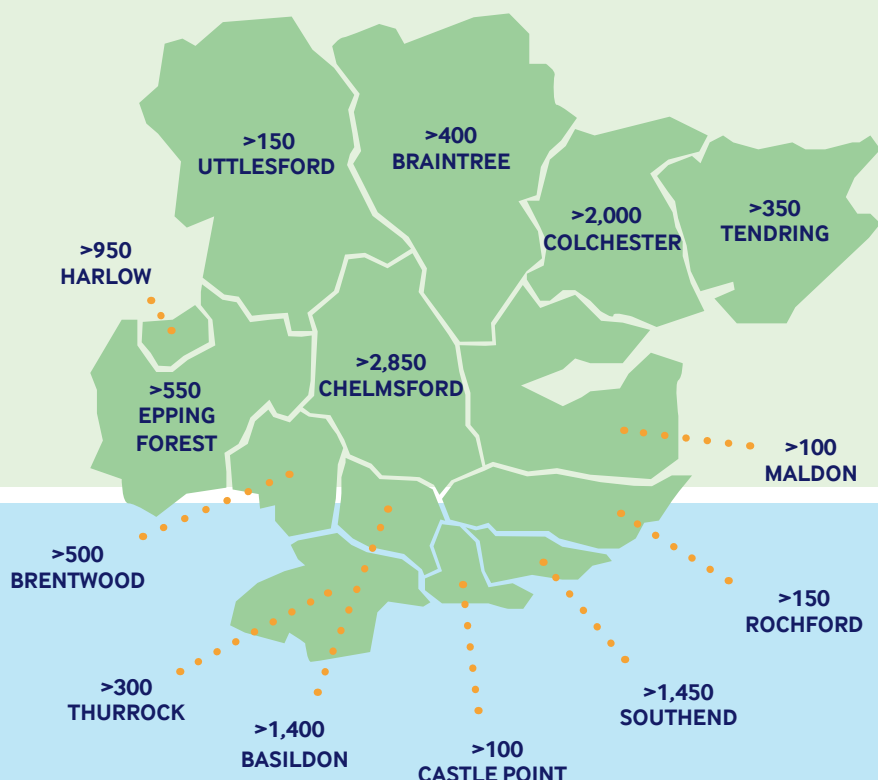 >150
UTTLESFORD
>400
BRAINTREE
>2,000
COLCHESTER
>350
TENDRING
>950
HARLOW
>2,850
CHELMSFORD
>550
EPPING
FOREST
>100
MALDON
>500
BRENTWOOD
>150
ROCHFORD
>300
THURROCK
>1,450
SOUTHEND
>1,400
BASILDON
>100
CASTLE POINT